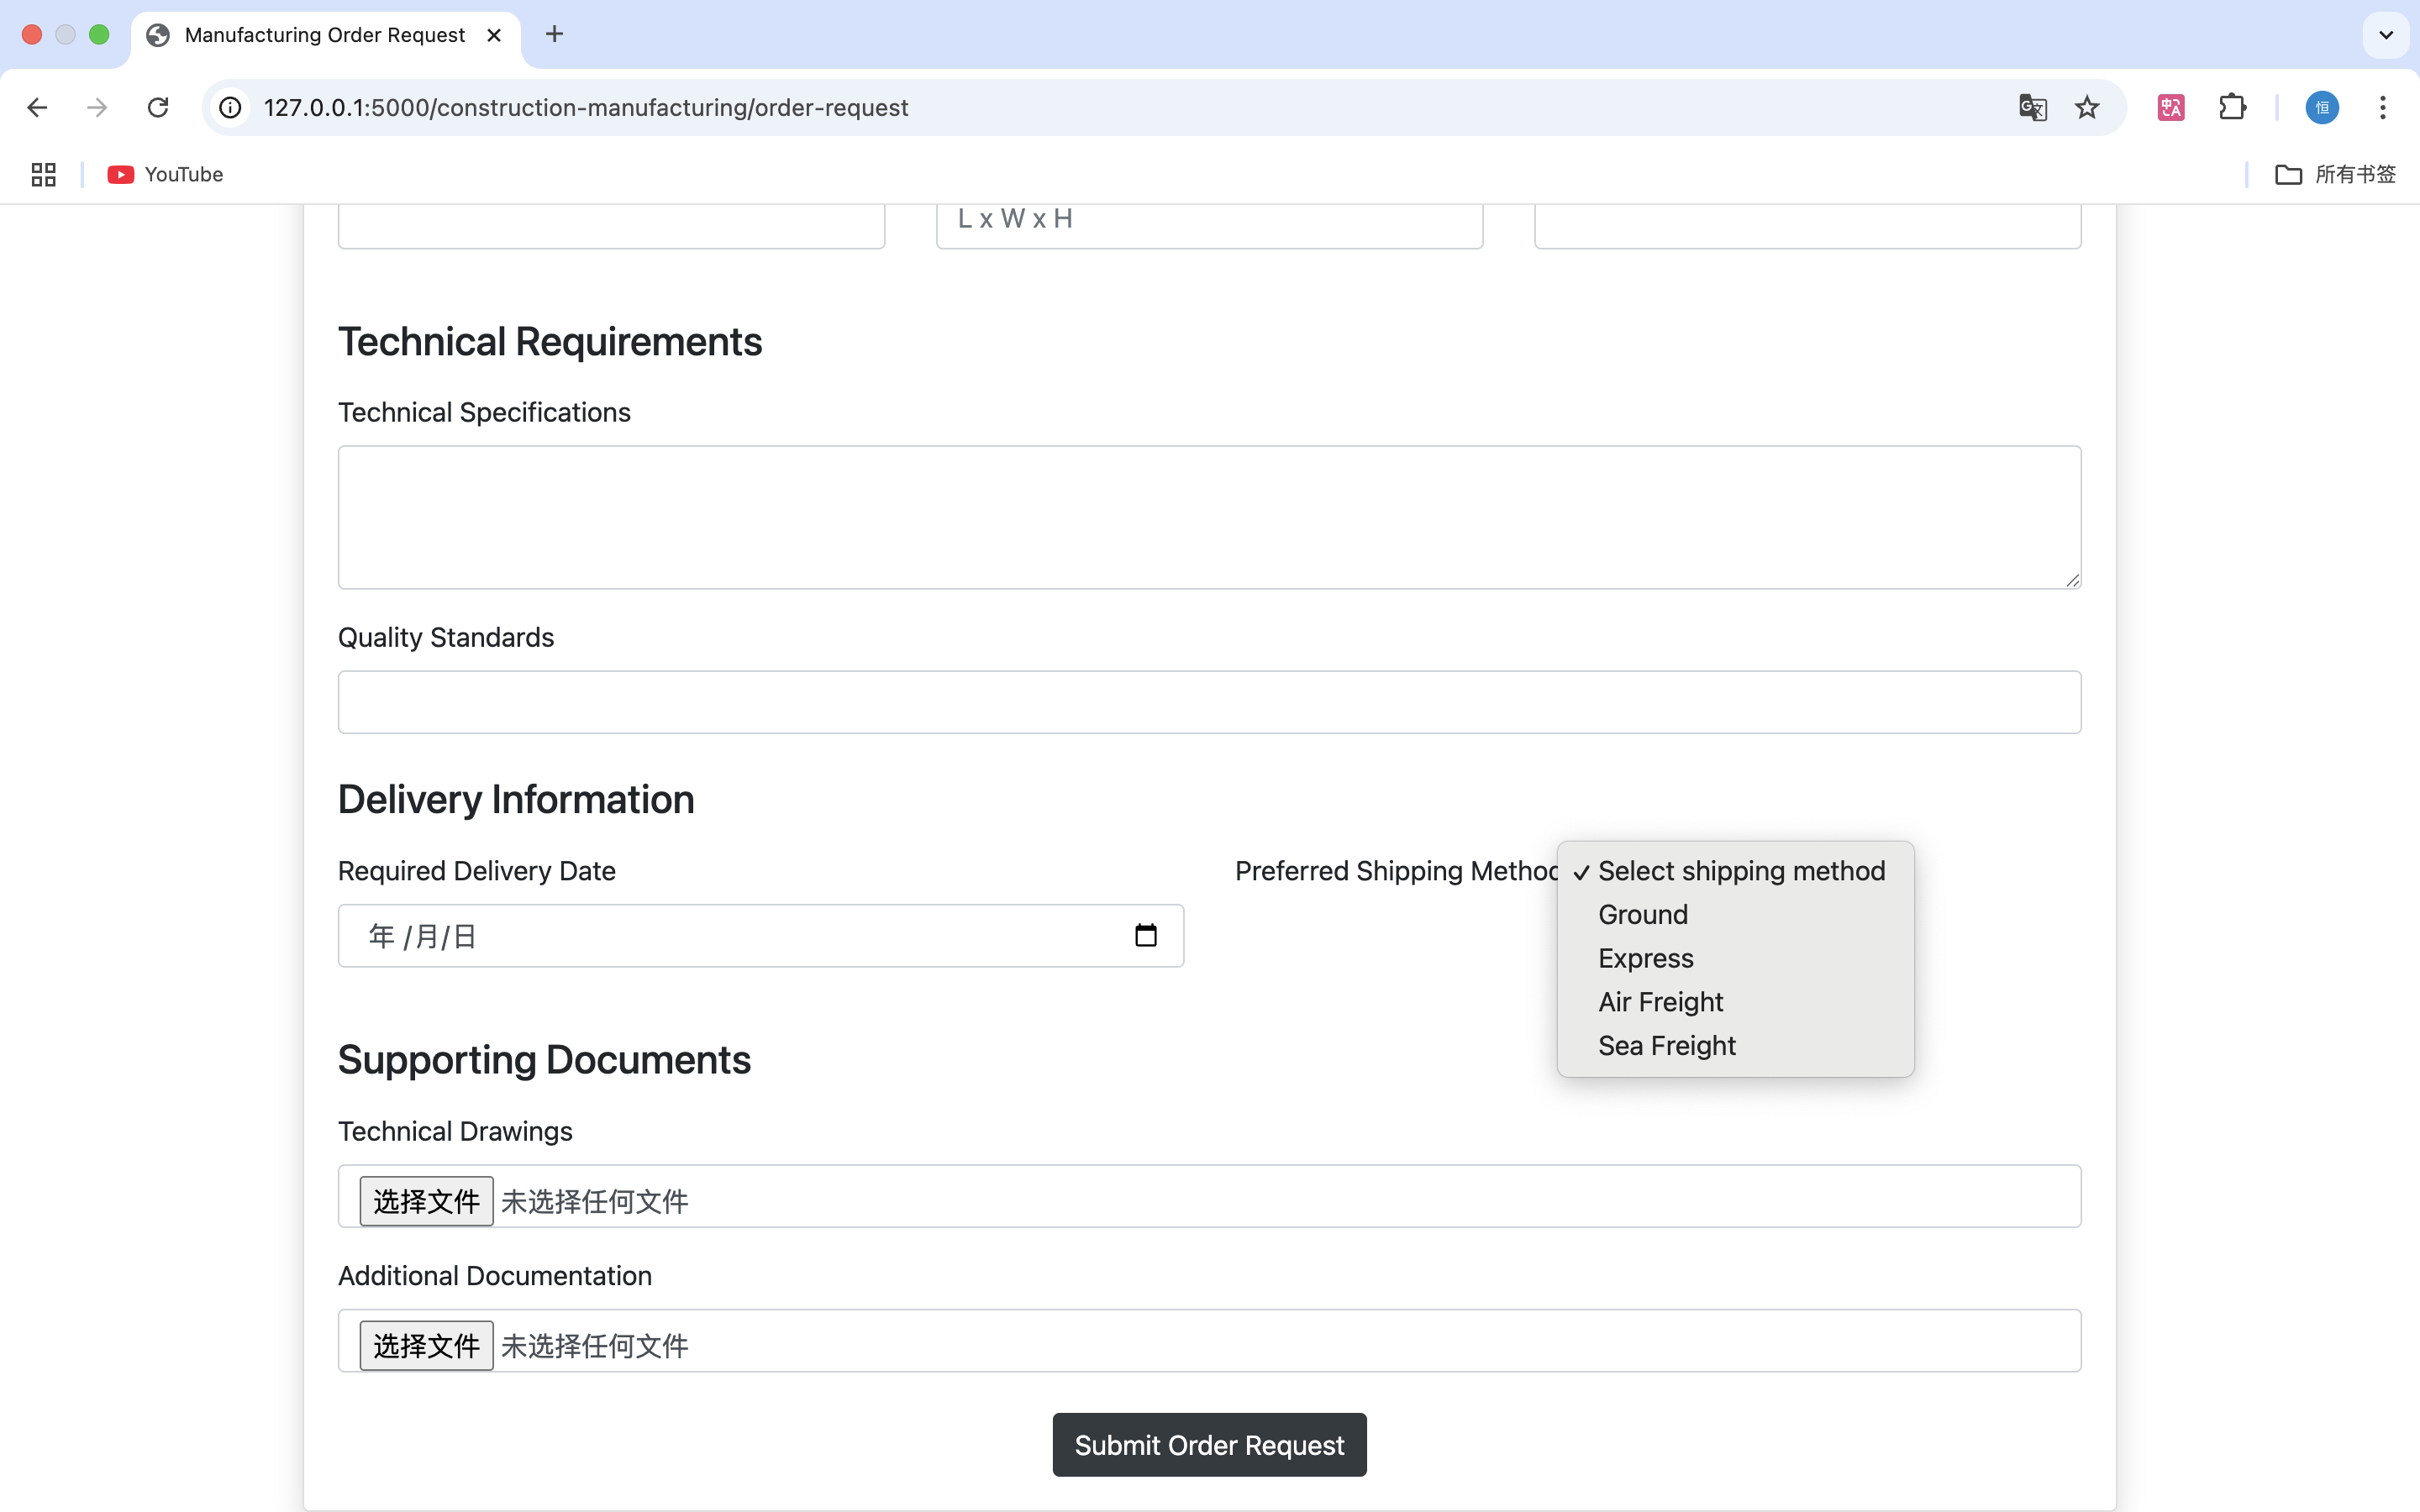 Manufacturing Order Request
127.0.0.1:5000/construction-manufacturing/order-request
恒
YouTube
所有书签
L x W x H
Technical Requirements
Technical Specifications
Quality Standards
Delivery Information
Required Delivery Date
年 /月/日
Preferred Shipping Method
Select shipping method
Ground
Express
Air Freight
Sea Freight
Supporting Documents
Technical Drawings
选择文件 未选择任何文件
Additional Documentation
选择文件 未选择任何文件
Submit Order Request